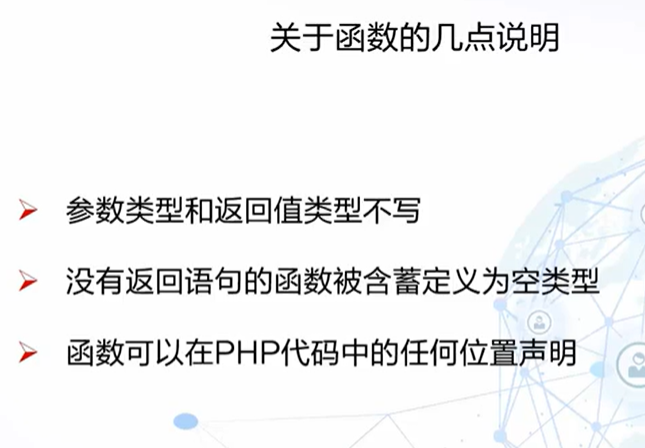 关于函数的几点说明
参数类型和返回值类型不写
没有返回语句的函数被含蓄定义为空类型
函数可以在PHP代码中的任何位置声明